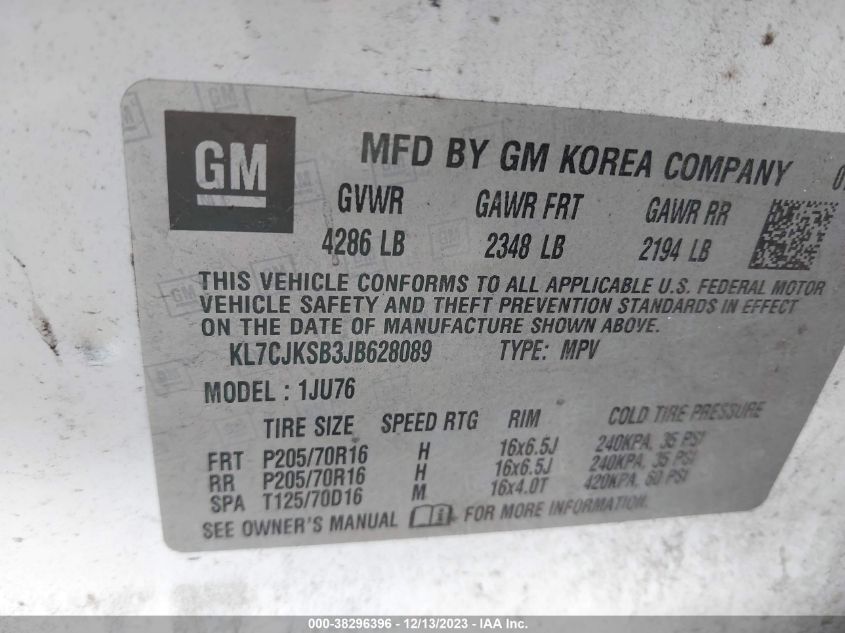 GM
MFD BY GM KOREA COMPANY
GVWR GAWR FRT GAWR RR
4286 LB 2348 LB 2194 LB
THIS VEHICLE CONFORMS TO ALL APPLICABLE U.S. FEDERAL MOTOR
VEHICLE SAFETY AND THEFT PREVENTION STANDARDS IN EFFECT
ON THE DATE OF MANUFACTURE SHOWN ABOVE.
KL7CJKSB3JB628089 TYPE: MPV
MODEL : 1JU76
TIRE SIZE SPEED RTG RIM COLD TIRE PRESSURE
FRT P205/70R16 H 16x6.5J 240KPA, 35 PSI
RR P205/70R16 H 16x6.5J 240KPA, 35 PSI
SPA T125/70D16 M 16x4.0T 420KPA, 60 PSI
SEE OWNER'S MANUAL FOR MORE INFORMATION.
000-38296396 - 12/13/2023 - IAA Inc.